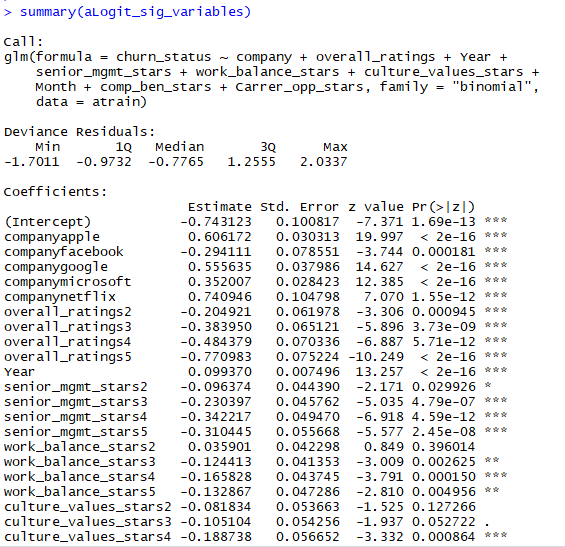 > summary(aLogit_sig_variables)
Call:
glm(formula = churn_status ~ company + overall_ratings + Year +
    senior_mgmt_stars + work_balance_stars + culture_values_stars +
    Month + comp_ben_stars + Carrer_opp_stars, family = "binomial",
    data = atrain)
Deviance Residuals:
    Min       1Q   Median       3Q      Max
-1.7011  -0.9732  -0.7765   1.2555   2.0337
Coefficients:
                       Estimate Std. Error z value Pr(>|z|)
(Intercept)           -0.743123   0.100817  -7.371 1.69e-13 ***
companyapple           0.606172   0.030313  19.997  < 2e-16 ***
companyfacebook       -0.294111   0.078551  -3.744 0.000181 ***
companygoogle          0.555635   0.037986  14.627  < 2e-16 ***
companymicrosoft       0.352007   0.028423  12.385  < 2e-16 ***
companynetflix         0.740946   0.104798   7.070 1.55e-12 ***
overall_ratings2      -0.204921   0.061978  -3.306 0.000945 ***
overall_ratings3      -0.383950   0.065121  -5.896 3.73e-09 ***
overall_ratings4      -0.484379   0.070336  -6.887 5.71e-12 ***
overall_ratings5      -0.770983   0.075224 -10.249  < 2e-16 ***
Year                   0.099370   0.007496  13.257  < 2e-16 ***
senior_mgmt_stars2    -0.096374   0.044390  -2.171 0.029926 *
senior_mgmt_stars3    -0.230397   0.045762  -5.035 4.79e-07 ***
senior_mgmt_stars4    -0.342217   0.049470  -6.918 4.59e-12 ***
senior_mgmt_stars5    -0.310445   0.055668  -5.577 2.45e-08 ***
work_balance_stars2    0.035901   0.042298   0.849 0.396014
work_balance_stars3   -0.124413   0.041353  -3.009 0.002625 **
work_balance_stars4   -0.165828   0.043745  -3.791 0.000150 ***
work_balance_stars5   -0.132867   0.047286  -2.810 0.004956 **
culture_values_stars2 -0.081834   0.053663  -1.525 0.127266
culture_values_stars3 -0.105104   0.054256  -1.937 0.052722 .
culture_values_stars4 -0.188738   0.056652  -3.332 0.000864 ***